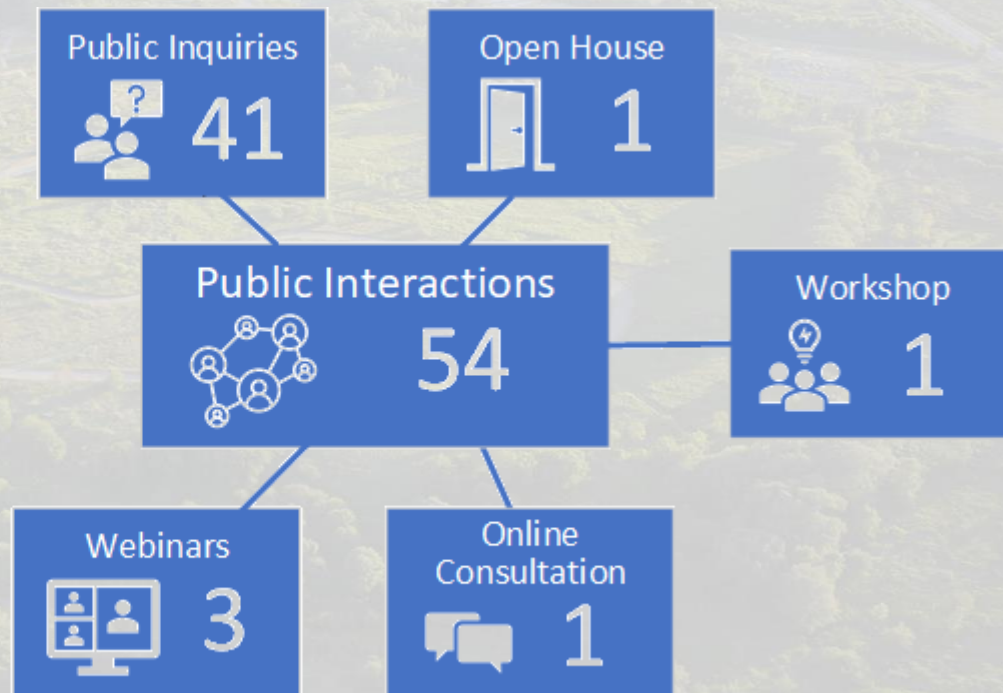 Public Inquiries
?
41
Open House
1
Public Interactions
54
Workshop
1
Webinars
3
Online
Consultation
1